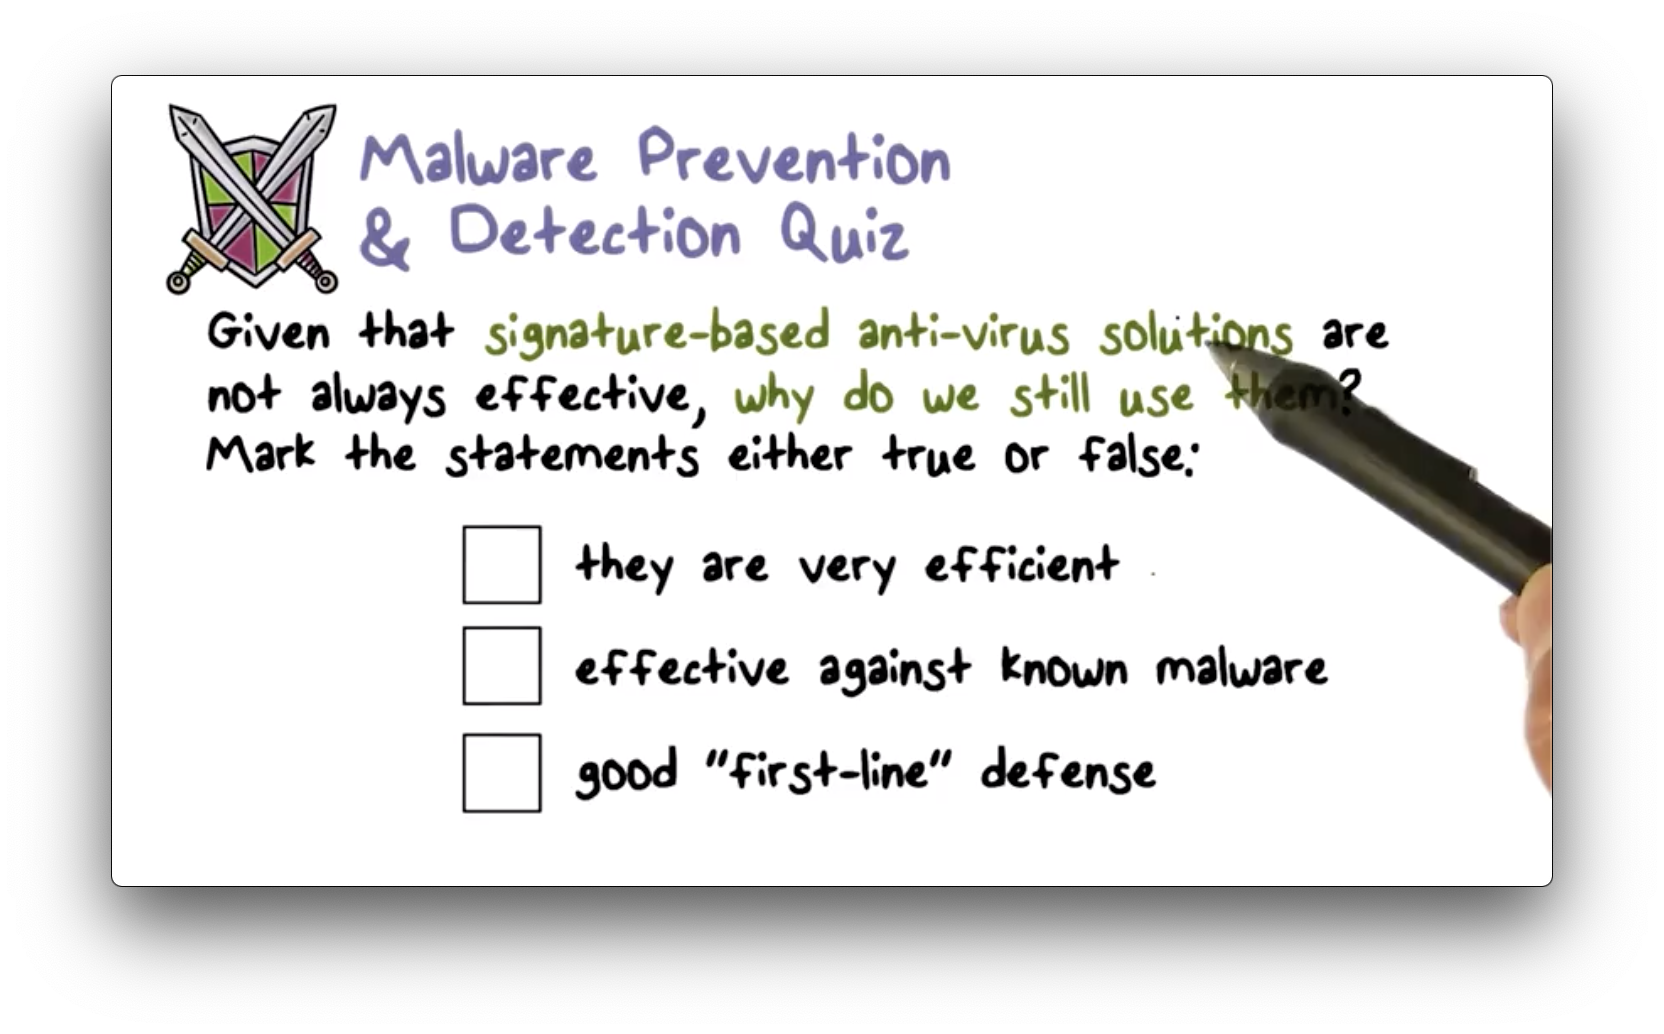 Malware Prevention
& Detection Quiz
Given that signature-based anti-virus solutions are
not always effective, why do we still use them?
Mark the statements either true or false:
they are very efficient
effective against known malware
good "first-line" defense